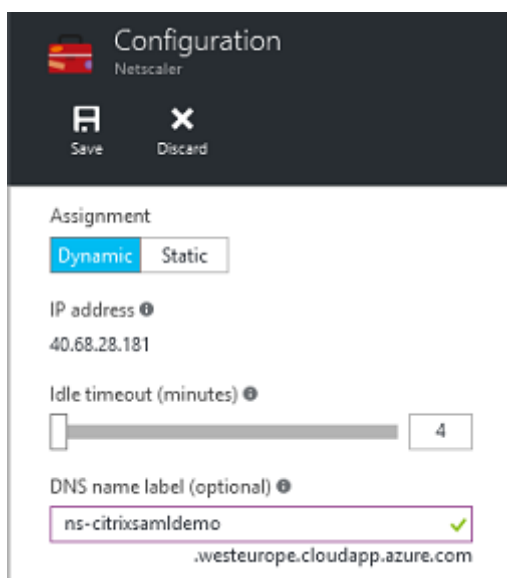 Configuration
Netscaler
Save Discard
Assignment
Dynamic Static
IP address
40.68.28.181
Idle timeout (minutes)
4
DNS name label (optional)
ns-citrixsamldemo
.westeurope.cloudapp.azure.com